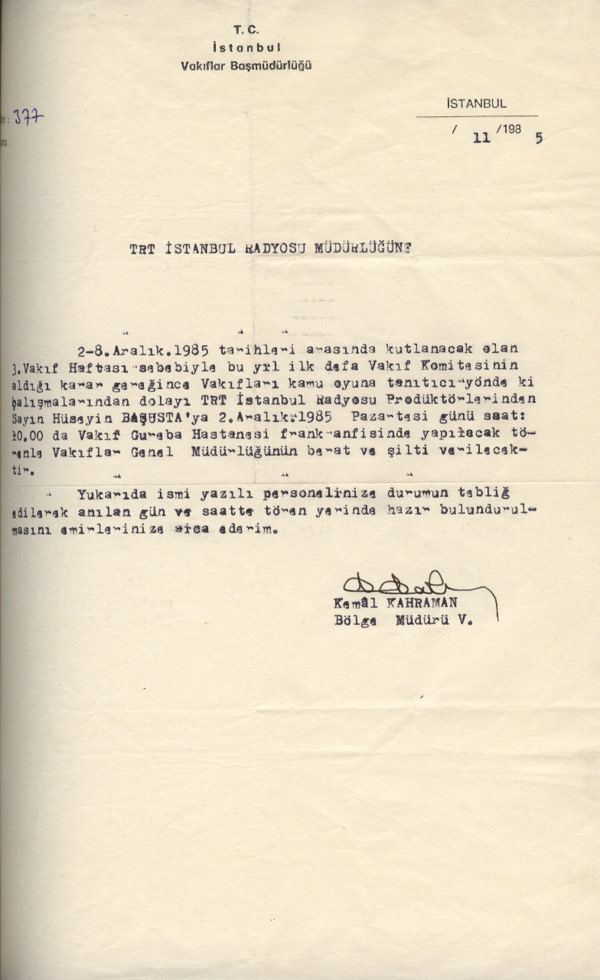 T. C.
İstanbul
Vakıflar Başmüdürlüğü
377
İSTANBUL
/ 11 /198 5
TRT İSTANBUL RADYOSU MÜDÜRLÜĞÜNE
2-8.Aralık.1985 tarihleri arasında kutlanacak olan
3.Vakıf Haftası sebebiyle bu yıl ilk defa Vakıf Komitesinin
aldığı karar gereğince Vakıfları kamu oyuna tanıtıcı yönde ki
çalışmalarından dolayı TRT İstanbul Radyosu Prodüktörlerinden
Sayın Hüseyin BAŞUSTA'ya 2.Aralık.1985 Pazartesi günü saat:
10.00 da Vakıf Gureba Hastanesi frank-anfisinde yapılacak tö-
renle Vakıflar Genel Müdürlüğünün berat ve şilti verilecek-
tir.
Yukarıda ismi yazılı personelinize durumun tebliğ
edilerek anılan gün ve saatte tören yerinde hazır bulundurul-
masını emirlerinize arca ederim.
Kemâl KAHRAMAN
Bölge Müdürü V.